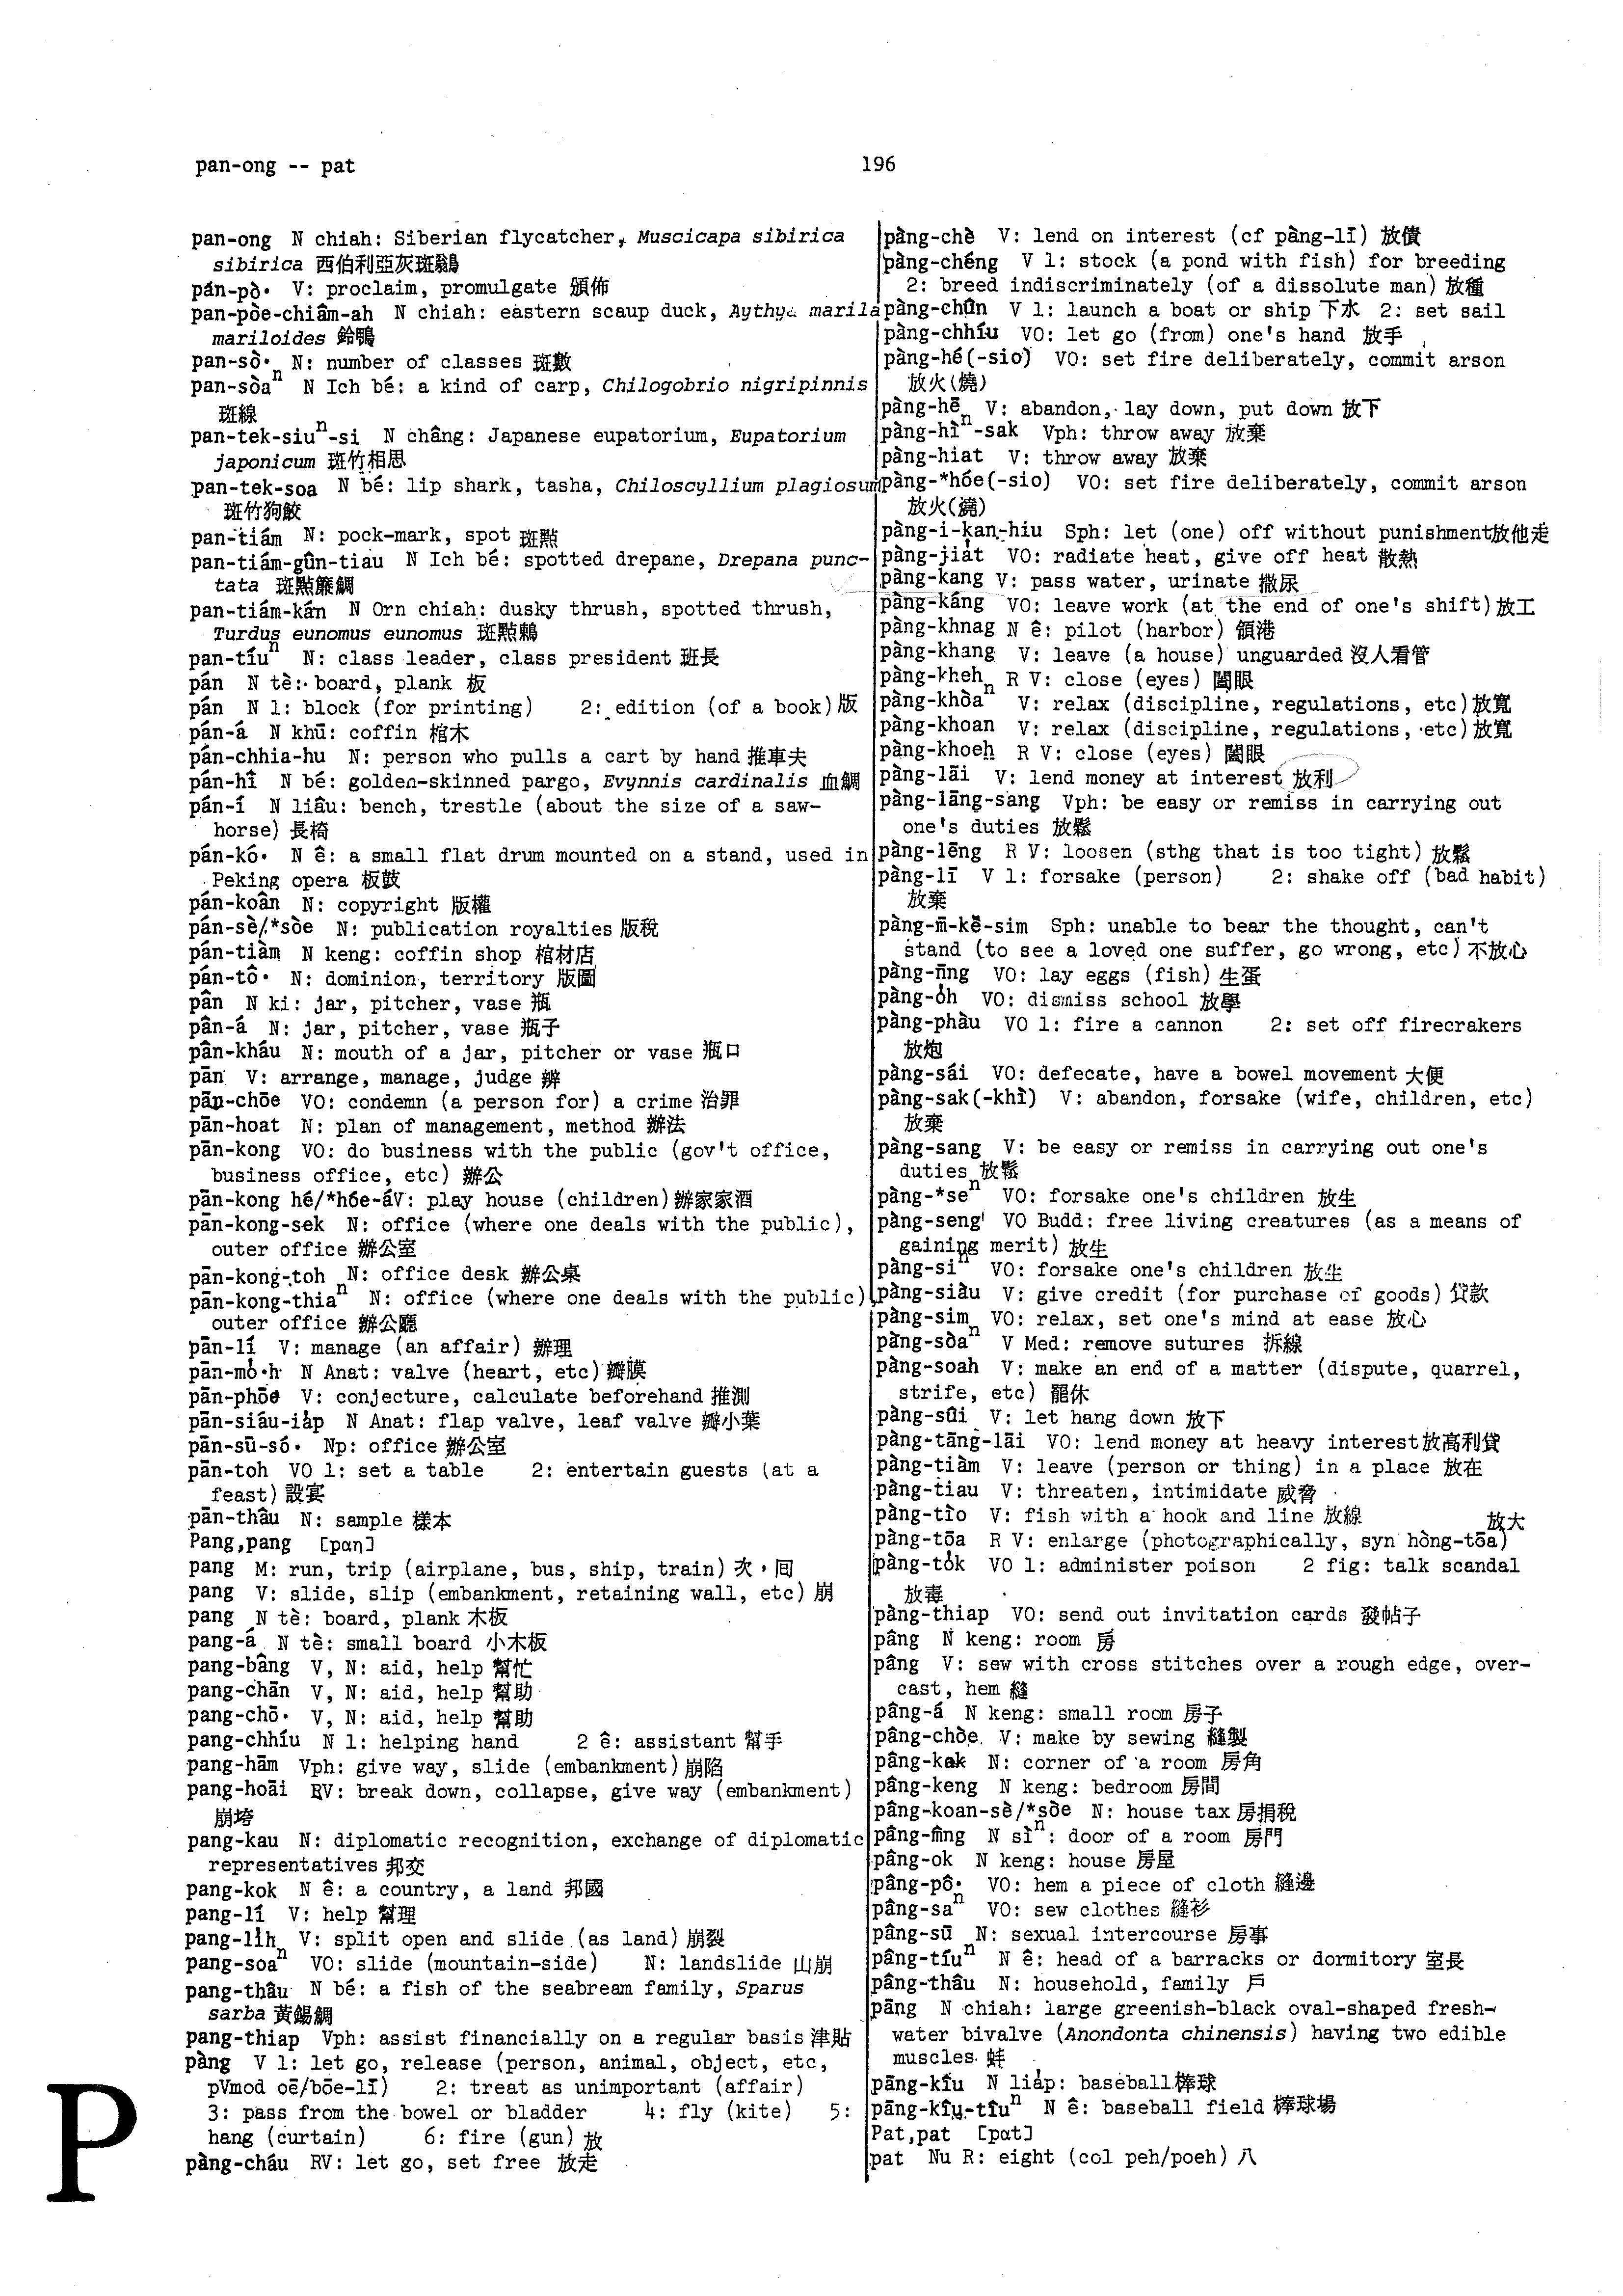 pan-ong -- pat
196
pan-ong N chiah: Siberian flycatcher, Muscicapa sibirica
sibirica 西伯利亞灰斑鶲
pán-pò· V: proclaim, promulgate 頒佈
pan-pòe-chiâm-ah N chiah: eastern scaup duck, Aythya marila
mariloides 鈴鴨
pan-sò· N: number of classes 班數
pan-sòaⁿ N Ich bé: a kind of carp, Chilogobrio nigripinnis
斑線
pan-tek-siuⁿ-si N châng: Japanese eupatorium, Eupatorium
japonicum 斑竹相思
pan-tek-soa N bé: lip shark, tasha, Chiloscyllium plagiosum
斑竹狗鮫
pan-tiám N: pock-mark, spot 斑點
pan-tiám-gûn-tiau N Ich bé: spotted drepane, Drepana punc-
tata 斑點簾鯛
pan-tiám-kán N Orn chiah: dusky thrush, spotted thrush,
Turdus eunomus eunomus 斑點鶇
pan-tíuⁿ N: class leader, class president 班長
pán N tè: board, plank 板
pán N 1: block (for printing) 2: edition (of a book) 版
pán-á N khū: coffin 棺木
pán-chhia-hu N: person who pulls a cart by hand 推車夫
pán-hî N bé: golden-skinned pargo, Evynnis cardinalis 血鯛
pán-í N liâu: bench, trestle (about the size of a saw-
horse) 長椅
pán-kó· N ê: a small flat drum mounted on a stand, used in
Peking opera 板鼓
pán-koân N: copyright 版權
pán-sè/*sòe N: publication royalties 版稅
pán-tiàm N keng: coffin shop 棺材店
pán-tô· N: dominion, territory 版圖
pân N ki: jar, pitcher, vase 瓶
pân-á N: jar, pitcher, vase 瓶子
pân-kháu N: mouth of a jar, pitcher or vase 瓶口
pān V: arrange, manage, judge 辦
pān-chōe VO: condemn (a person for) a crime 治罪
pān-hoat N: plan of management, method 辦法
pān-kong VO: do business with the public (gov't office,
business office, etc) 辦公
pān-kong hé/*hóe-áV: play house (children) 辦家家酒
pān-kong-sek N: office (where one deals with the public),
outer office 辦公室
pān-kong-toh N: office desk 辦公桌
pān-kong-thiaⁿ N: office (where one deals with the public),
outer office 辦公廳
pān-lí V: manage (an affair) 辦理
pān-mo̍·h N Anat: valve (heart, etc) 瓣膜
pān-phōe V: conjecture, calculate beforehand 推測
pān-siáu-ia̍p N Anat: flap valve, leaf valve 瓣小葉
pān-sū-só· Np: office 辦公室
pān-toh VO 1: set a table 2: entertain guests (at a
feast) 設宴
pān-thâu N: sample 樣本
Pang,pang [pɑŋ]
pang M: run, trip (airplane, bus, ship, train) 次，回
pang V: slide, slip (embankment, retaining wall, etc) 崩
pang N tè: board, plank 木板
pang-á N tè: small board 小木板
pang-bâng V, N: aid, help 幫忙
pang-chān V, N: aid, help 幫助
pang-chō· V, N: aid, help 幫助
pang-chhíu N 1: helping hand 2 ê: assistant 幫手
pang-hām Vph: give way, slide (embankment) 崩陷
pang-hoāi RV: break down, collapse, give way (embankment)
崩垮
pang-kau N: diplomatic recognition, exchange of diplomatic
representatives 邦交
pang-kok N ê: a country, a land 邦國
pang-lí V: help 幫理
pang-li̍h V: split open and slide (as land) 崩裂
pang-soaⁿ VO: slide (mountain-side) N: landslide 山崩
pang-thâu N bé: a fish of the seabream family, Sparus
sarba 黃錫鯛
pang-thiap Vph: assist financially on a regular basis 津貼
pàng V 1: let go, release (person, animal, object, etc,
pVmod oē/bōe-lī) 2: treat as unimportant (affair)
3: pass from the bowel or bladder 4: fly (kite) 5:
hang (curtain) 6: fire (gun) 放
pàng-cháu RV: let go, set free 放走
P
pàng-chè V: lend on interest (cf pàng-lī) 放債
pàng-chéng V 1: stock (a pond with fish) for breeding
2: breed indiscriminately (of a dissolute man) 放種
pàng-chûn V 1: launch a boat or ship 下水 2: set sail
pàng-chhíu VO: let go (from) one's hand 放手
pàng-hé(-sio) VO: set fire deliberately, commit arson
放火(燒)
pàng-hē V: abandon, lay down, put down 放下
pàng-hìⁿ-sak Vph: throw away 放棄
pàng-hiat V: throw away 放棄
pàng-*hóe(-sio) VO: set fire deliberately, commit arson
放火(燒)
pàng-i-kan-hiu Sph: let (one) off without punishment放他走
pàng-jia̍t VO: radiate heat, give off heat 散熱
pàng-kang V: pass water, urinate 撒尿
pàng-káng VO: leave work (at the end of one's shift) 放工
pàng-khnag N ê: pilot (harbor) 領港
pàng-khang V: leave (a house) unguarded 沒人看管
pàng-kheh R V: close (eyes) 闔眼
pàng-khòaⁿ V: relax (discipline, regulations, etc) 放寬
pàng-khoan V: relax (discipline, regulations, etc) 放寬
pàng-khoeh R V: close (eyes) 闔眼
pàng-lāi V: lend money at interest 放利
pàng-lāng-sang Vph: be easy or remiss in carrying out
one's duties 放鬆
pàng-lēng R V: loosen (sthg that is too tight) 放鬆
pàng-lī V 1: forsake (person) 2: shake off (bad habit)
放棄
pàng-m̄-kě-sim Sph: unable to bear the thought, can't
stand (to see a loved one suffer, go wrong, etc) 不放心
pàng-n̄ng VO: lay eggs (fish) 生蛋
pàng-o̍h VO: dismiss school 放學
pàng-phàu VO 1: fire a cannon 2: set off firecrakers
放炮
pàng-sái VO: defecate, have a bowel movement 大便
pàng-sak(-khì) V: abandon, forsake (wife, children, etc)
放棄
pàng-sang V: be easy or remiss in carrying out one's
duties 放鬆
pàng-*seⁿ VO: forsake one's children 放生
pàng-seng VO Budd: free living creatures (as a means of
gaining merit) 放生
pàng-siⁿ VO: forsake one's children 放生
pàng-siàu V: give credit (for purchase of goods) 貸款
pàng-sim VO: relax, set one's mind at ease 放心
pàng-sòaⁿ V Med: remove sutures 拆線
pàng-soah V: make an end of a matter (dispute, quarrel,
strife, etc) 罷休
pàng-sûi V: let hang down 放下
pàng-tāng-lāi VO: lend money at heavy interest放高利貸
pàng-tiàm V: leave (person or thing) in a place 放在
pàng-tiau V: threaten, intimidate 威脅
pàng-tìo V: fish with a hook and line 放線
放大
pàng-tōa R V: enlarge (photographically, syn hòng-tōa)
pàng-to̍k VO 1: administer poison 2 fig: talk scandal
放毒
pàng-thiap VO: send out invitation cards 發帖子
pâng N keng: room 房
pâng V: sew with cross stitches over a rough edge, over-
cast, hem 縫
pâng-á N keng: small room 房子
pâng-chòe V: make by sewing 縫製
pâng-kak N: corner of a room 房角
pâng-keng N keng: bedroom 房間
pâng-koan-sè/*sòe N: house tax 房捐稅
pâng-mn̂g N sìⁿ: door of a room 房門
pâng-ok N keng: house 房屋
pâng-pô· VO: hem a piece of cloth 縫邊
pâng-saⁿ VO: sew clothes 縫衫
pâng-sū N: sexual intercourse 房事
pâng-tíuⁿ N ê: head of a barracks or dormitory 室長
pâng-thâu N: household, family 戶
pāng N chiah: large greenish-black oval-shaped fresh-
water bivalve (Anondonta chinensis) having two edible
muscles 蚌
pāng-kîu N lia̍p: baseball 棒球
pāng-kîu-tîuⁿ N ê: baseball field 棒球場
Pat,pat [pɑt]
pat Nu R: eight (col peh/poeh) 八